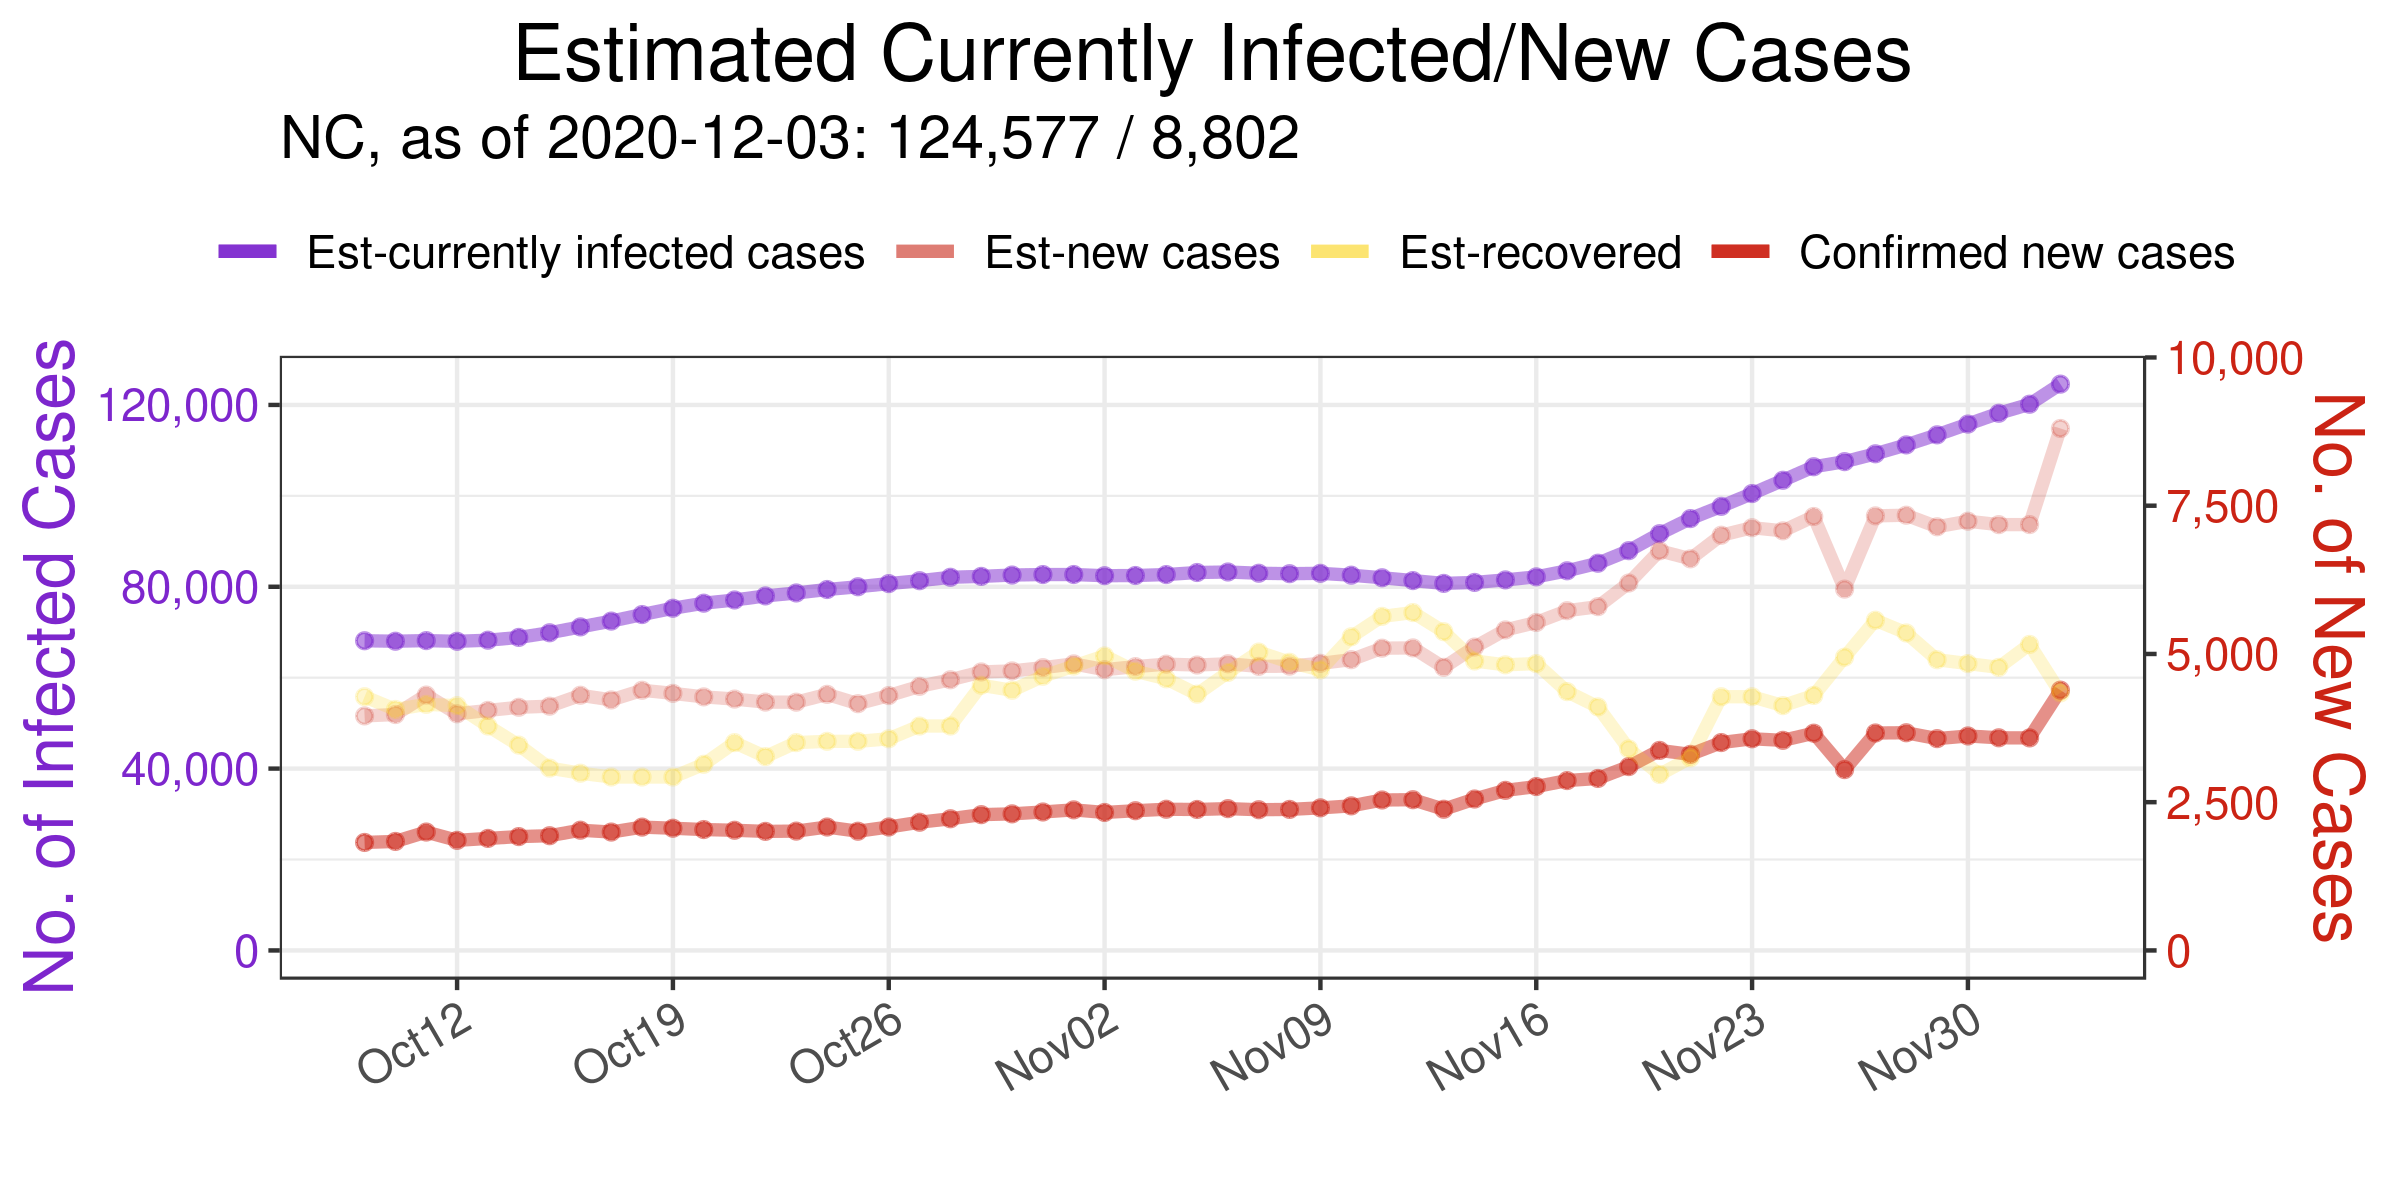 Estimated Currently Infected/New Cases
NC, as of 2020-12-03: 124,577 / 8,802
Est-currently infected cases Est-new cases Est-recovered Confirmed new cases
No. of Infected Cases
120,000
80,000
40,000
0
10,000
7,500
5,000
2,500
0
No. of New Cases
Oct12 Oct19 Oct26 Nov02 Nov09 Nov16 Nov23 Nov30